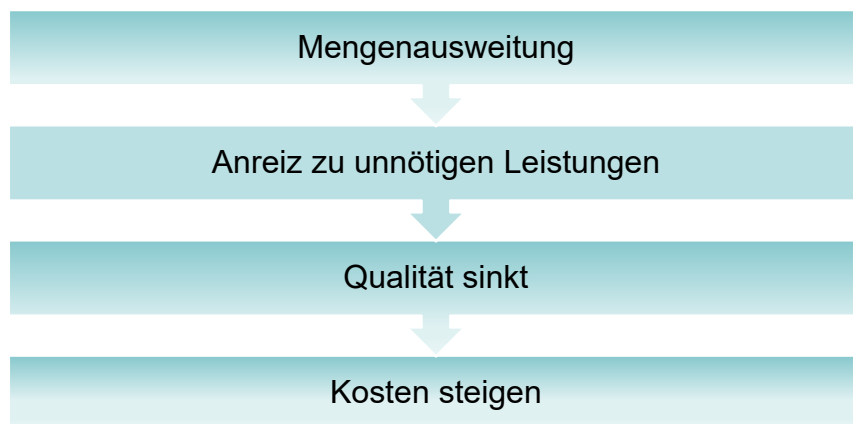 Mengenausweitung
Anreiz zu unnötigen Leistungen
Qualität sinkt
Kosten steigen